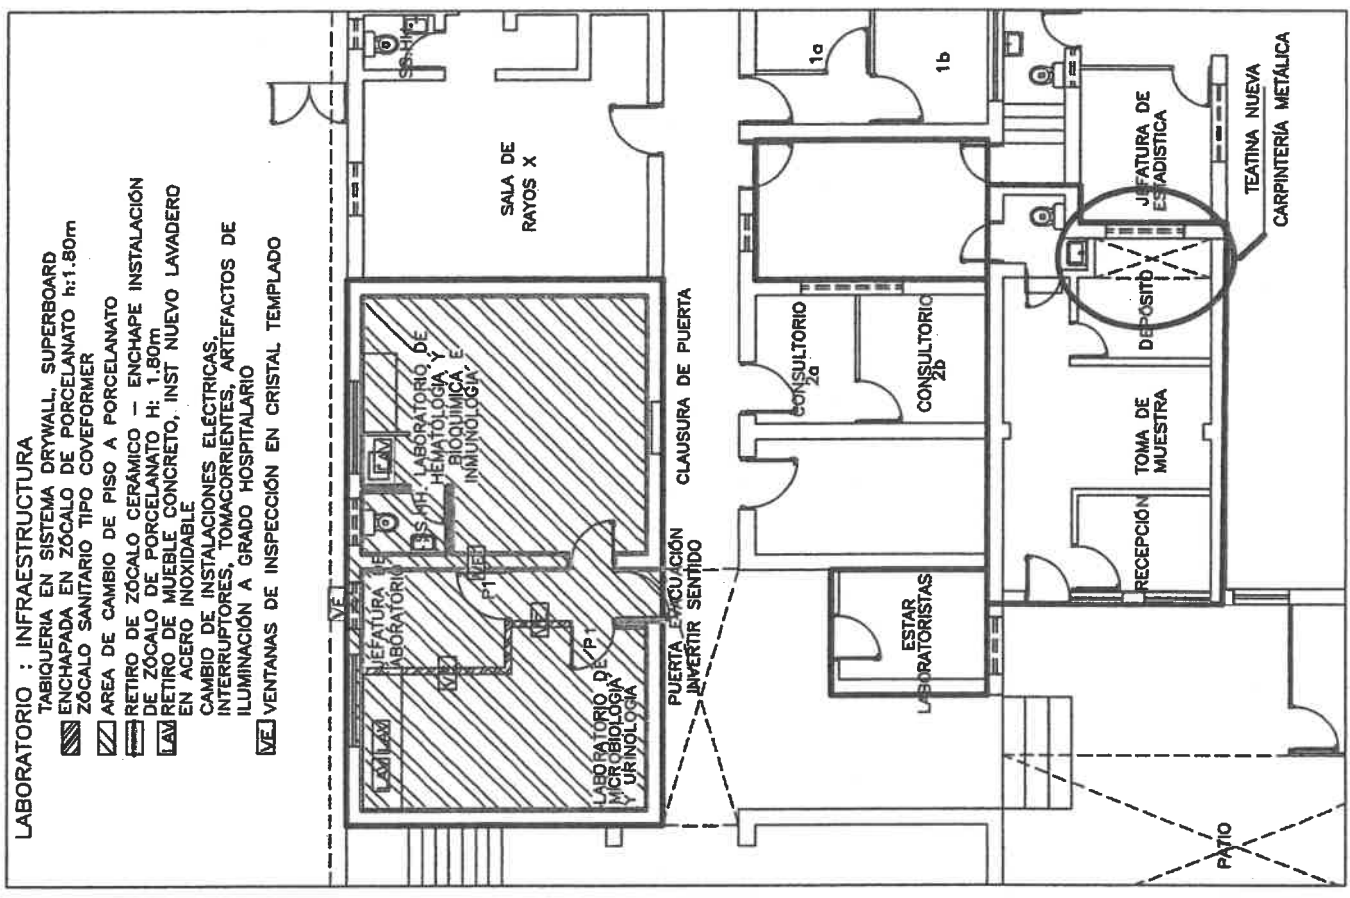 LABORATORIO : INFRAESTRUCTURA
TABIQUERIA EN SISTEMA DRYWALL, SUPERBOARD
ENCHAPADA EN ZÓCALO DE PORCELANATO h:1.80m
ZÓCALO SANITARIO TIPO COVEFORMER
AREA DE CAMBIO DE PISO A PORCELANATO
RETIRO DE ZÓCALO CERÁMICO – ENCHAPE INSTALACIÓN
DE ZÓCALO DE PORCELANATO H: 1.80m
LAV RETIRO DE MUEBLE CONCRETO, INST NUEVO LAVADERO
EN ACERO INOXIDABLE
CAMBIO DE INSTALACIONES ELÉCTRICAS,
INTERRUPTORES, TOMACORRIENTES, ARTEFACTOS DE
ILUMINACIÓN A GRADO HOSPITALARIO
VE. VENTANAS DE INSPECCIÓN EN CRISTAL TEMPLADO
SS.HH.
SALA DE
RAYOS X
1a
1b
JEFATURA DE
ESTADISTICA
TEATINA NUEVA
CARPINTERÍA METÁLICA
LAV
SS.HH.
LABORATORIO DE
HEMATOLOGIA, Y
BIOQUIMICA, E
INMUNOLOGIA
CLAUSURA DE PUERTA
CONSULTORIO
2a
CONSULTORIO
2b
DEPÓSITO
TOMA DE
MUESTRA
RECEPCIÓN
VE.
JEFATURA DE
LABORATORIO
P1
VE.
VE.
VE.
P1
LAV
LAV
LABORATORIO DE
MICROBIOLOGIA,
Y URINOLOGIA
PUERTA EVACUACIÓN
INVERTIR SENTIDO
ESTAR
LABORATORISTAS
PATIO